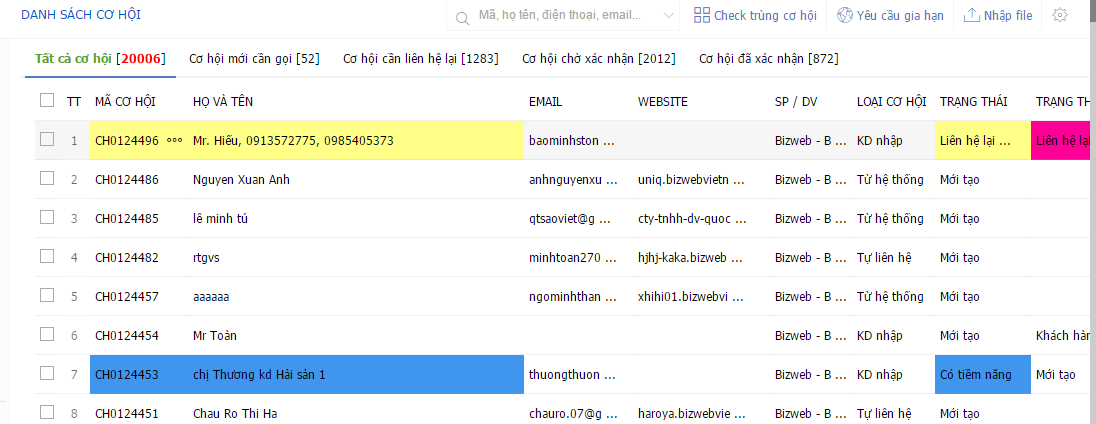 DANH SÁCH CƠ HỘI Mã, họ tên, điện thoại, email... Check trùng cơ hội Yêu cầu gia hạn Nhập file
Tất cả cơ hội [20006] Cơ hội mới cần gọi [52] Cơ hội cần liên hệ lại [1283] Cơ hội chờ xác nhận [2012] Cơ hội đã xác nhận [872]
TT MÃ CƠ HỘI HỌ VÀ TÊN EMAIL WEBSITE SP / DV LOẠI CƠ HỘI TRẠNG THÁI TRẠNG TH
1 CH0124496 Mr. Hiếu, 0913572775, 0985405373 baominhston ... Bizweb - B ... KD nhập Liên hệ lại ... Liên hệ lại
2 CH0124486 Nguyen Xuan Anh anhnguyenxu ... uniq.bizwebvietn ... Bizweb - B ... Từ hệ thống Mới tạo
3 CH0124485 lê minh tú qtsaoviet@g ... cty-tnhh-dv-quoc ... Bizweb - B ... Từ hệ thống Mới tạo
4 CH0124482 rtgvs minhtoan270 ... hjhj-kaka.bizweb ... Bizweb - B ... Tự liên hệ Mới tạo
5 CH0124457 aaaaaa ngominhthan ... xhihi01.bizwebvi ... Bizweb - B ... Từ hệ thống Mới tạo
6 CH0124454 Mr Toàn Bizweb - B ... KD nhập Mới tạo Khách hàn
7 CH0124453 chị Thương kd Hải sản 1 thuongthuon ... Bizweb - B ... KD nhập Có tiềm năng Mới tạo
8 CH0124451 Chau Ro Thi Ha chauro.07@g ... haroya.bizwebvie ... Bizweb - B ... Tự liên hệ Mới tạo